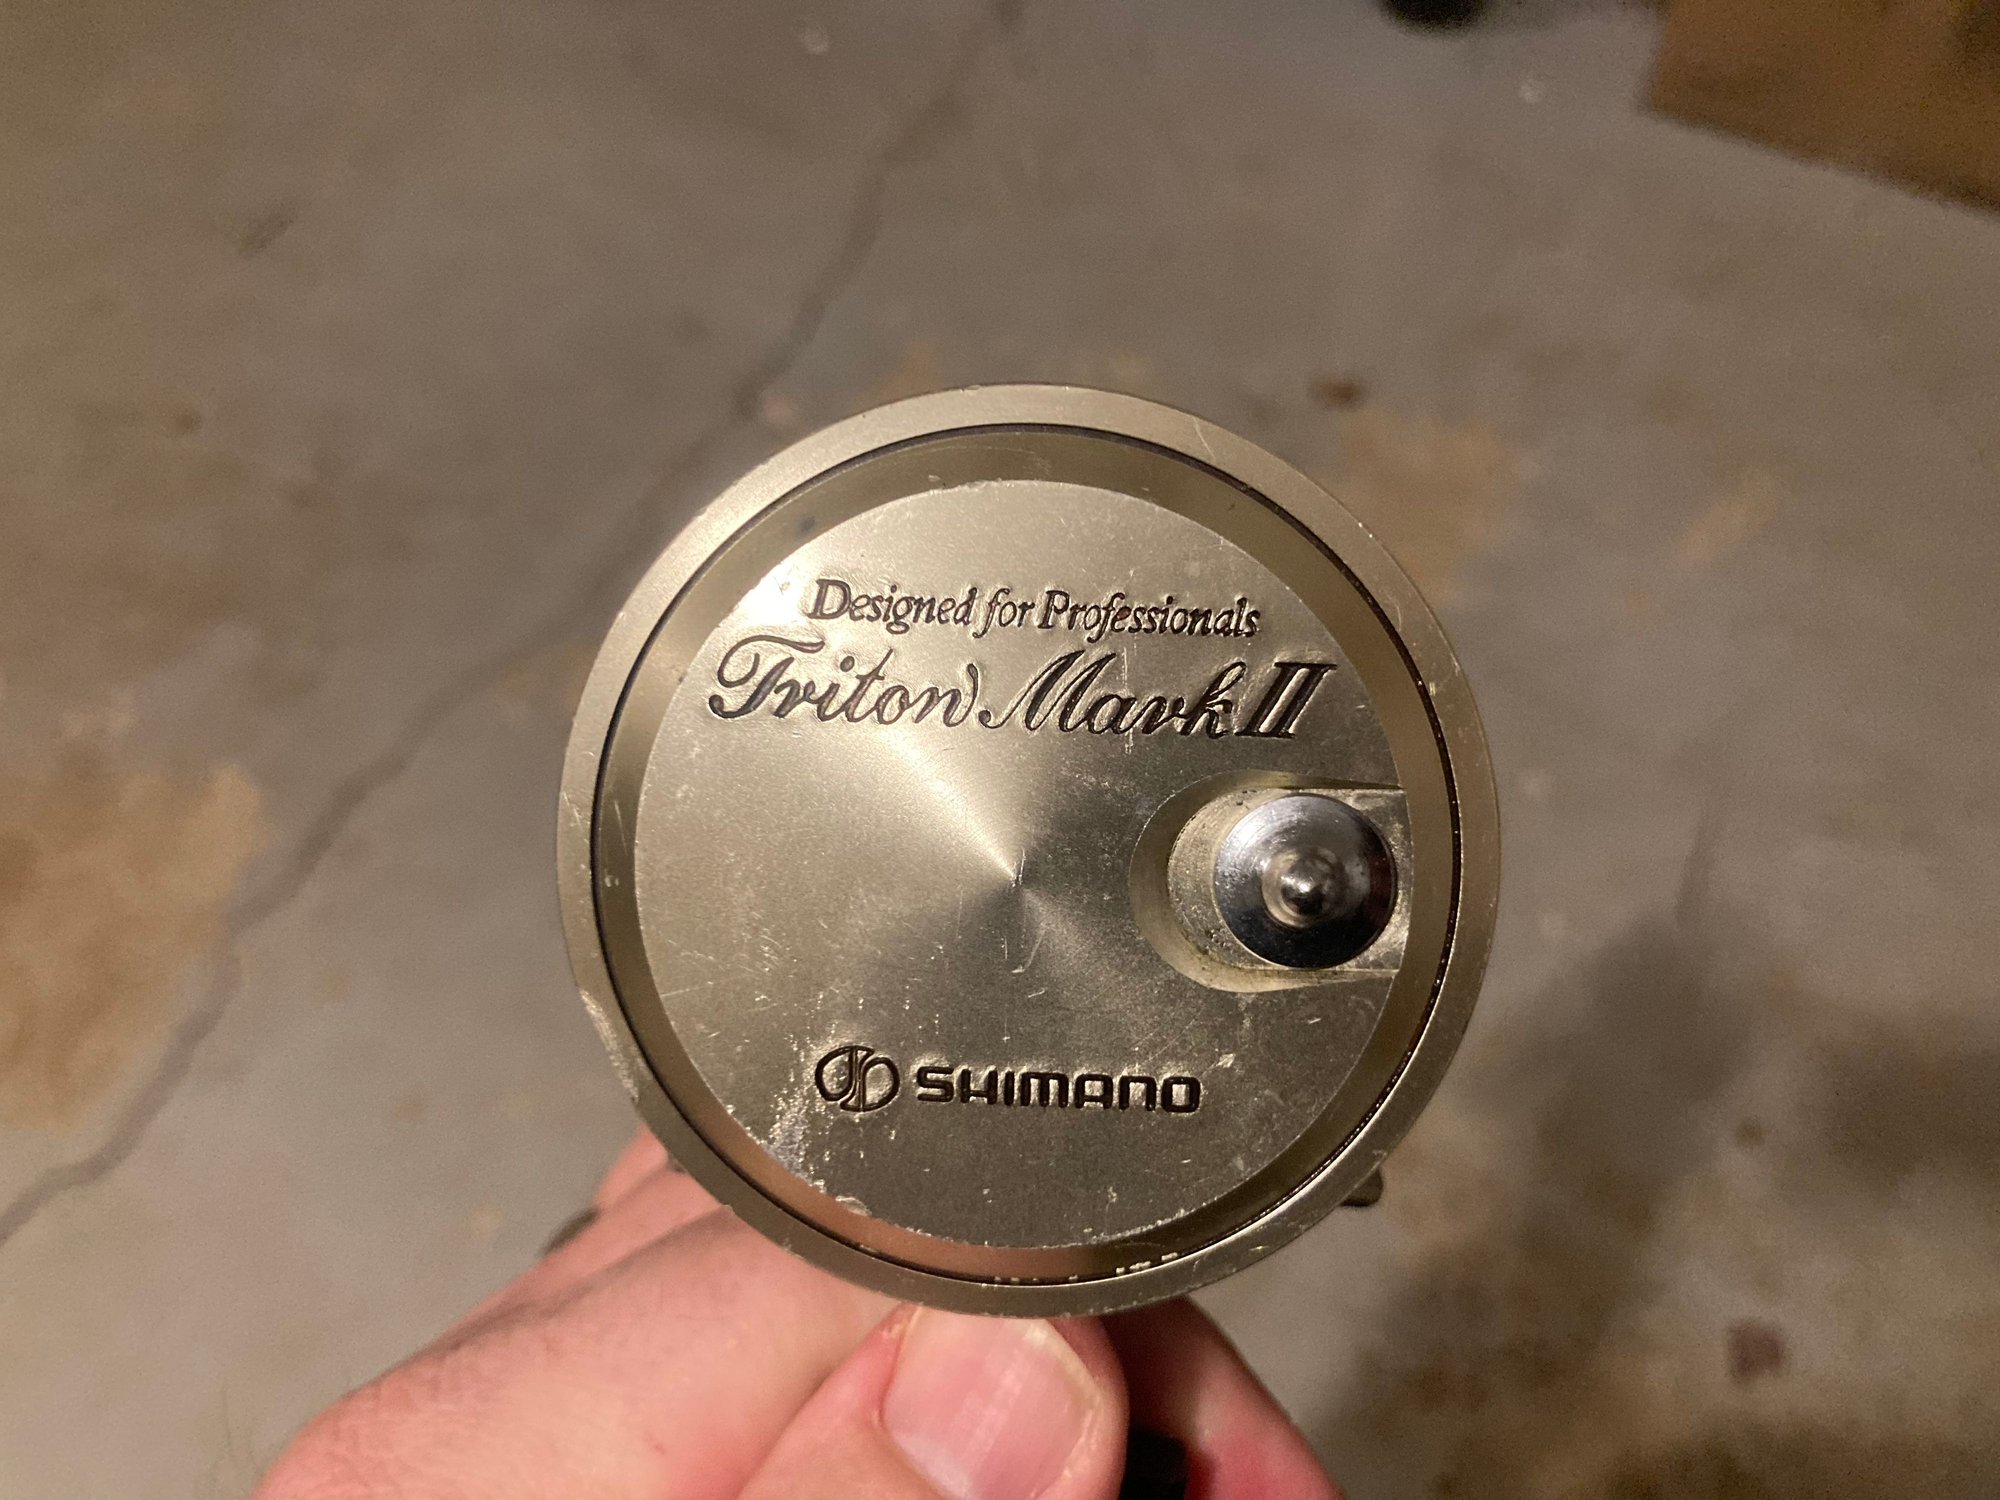 Designed for Professionals
Triton Mark II
SHIMANO